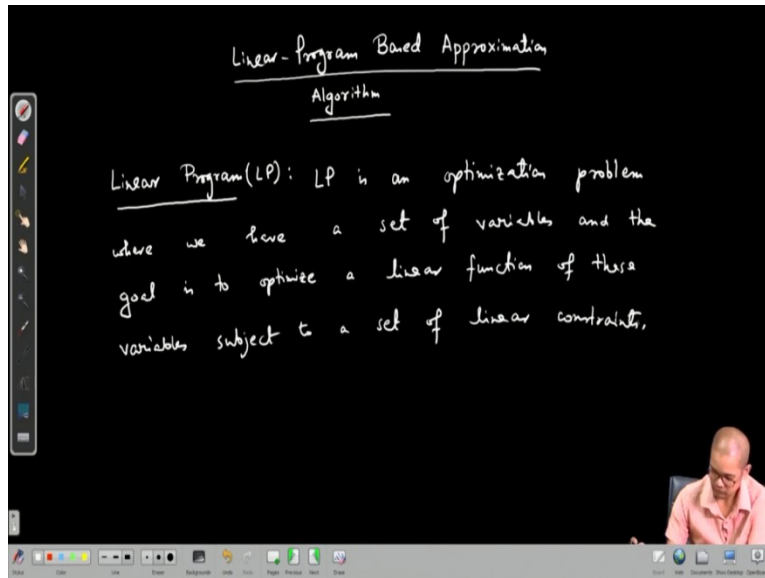 Linear-Program Based Approximation
Algorithm
Linear Program (LP): LP is an optimization problem
where we have a set of variables and the
goal is to optimize a linear function of these
variables subject to a set of linear constraints.